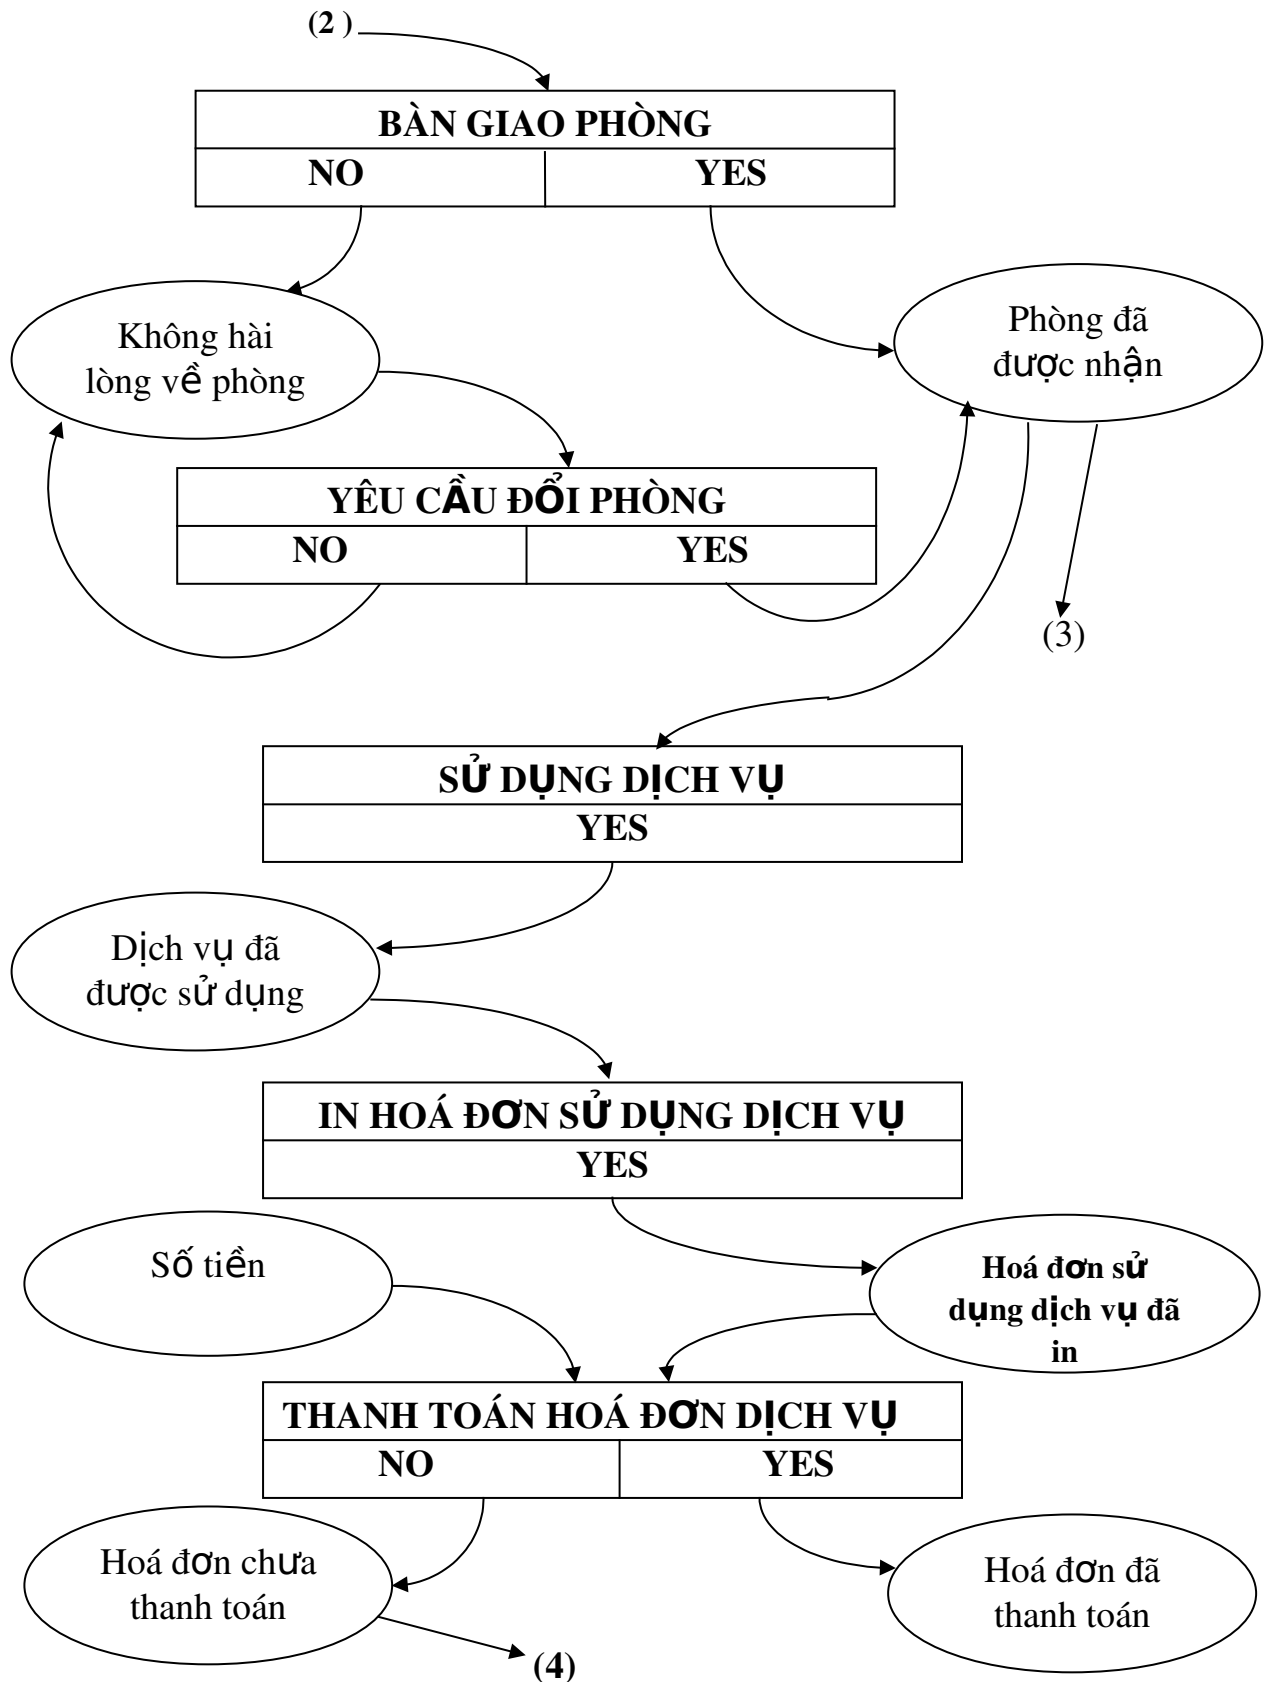 (2 )
BÀN GIAO PHÒNG
NO YES
Không hài
lòng về phòng
Phòng đã
được nhận
YÊU CẦU ĐỔI PHÒNG
NO YES
(3)
SỬ DỤNG DỊCH VỤ
YES
Dịch vụ đã
được sử dụng
IN HOÁ ĐƠN SỬ DỤNG DỊCH VỤ
YES
Số tiền
Hoá đơn sử
dụng dịch vụ đã
in
THANH TOÁN HOÁ ĐƠN DỊCH VỤ
NO YES
Hoá đơn chưa
thanh toán
Hoá đơn đã
thanh toán
(4)